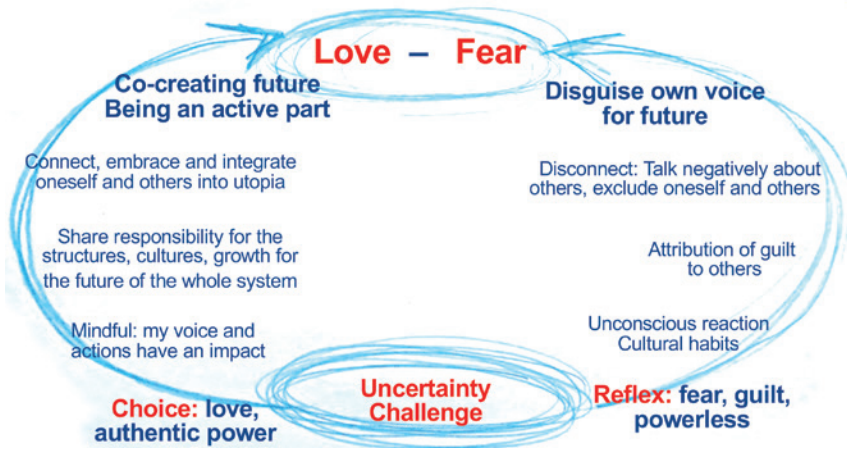 Love – Fear
Co-creating future
Being an active part
Disguise own voice
for future
Connect, embrace and integrate
oneself and others into utopia
Disconnect: Talk negatively about
others, exclude oneself and others
Share responsibility for the
structures, cultures, growth for
the future of the whole system
Attribution of guilt
to others
Mindful: my voice and
actions have an impact
Unconscious reaction
Cultural habits
Choice: love,
authentic power
Uncertainty
Challenge
Reflex: fear, guilt,
powerless